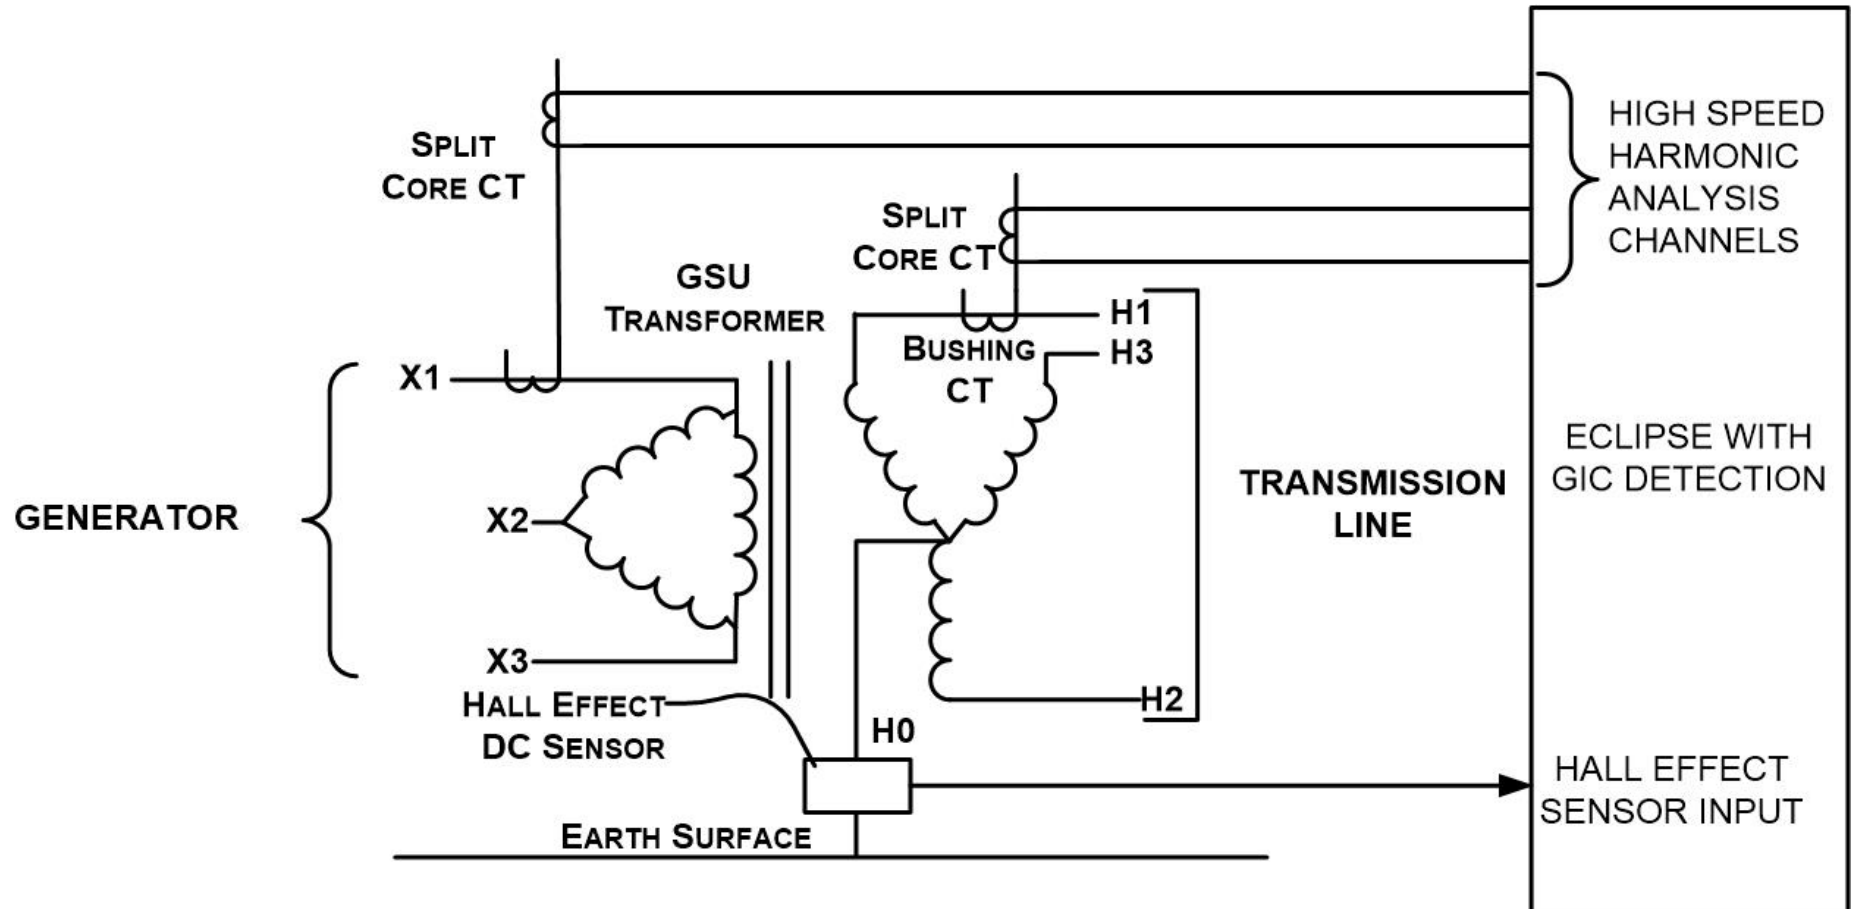 SPLIT
CORE CT
HIGH SPEED
HARMONIC
ANALYSIS
CHANNELS
SPLIT
CORE CT
GSU
TRANSFORMER
H1
BUSHING
CT
H3
X1
GENERATOR
X2
X3
TRANSMISSION
LINE
ECLIPSE WITH
GIC DETECTION
HALL EFFECT
DC SENSOR
H2
H0
HALL EFFECT
SENSOR INPUT
EARTH SURFACE